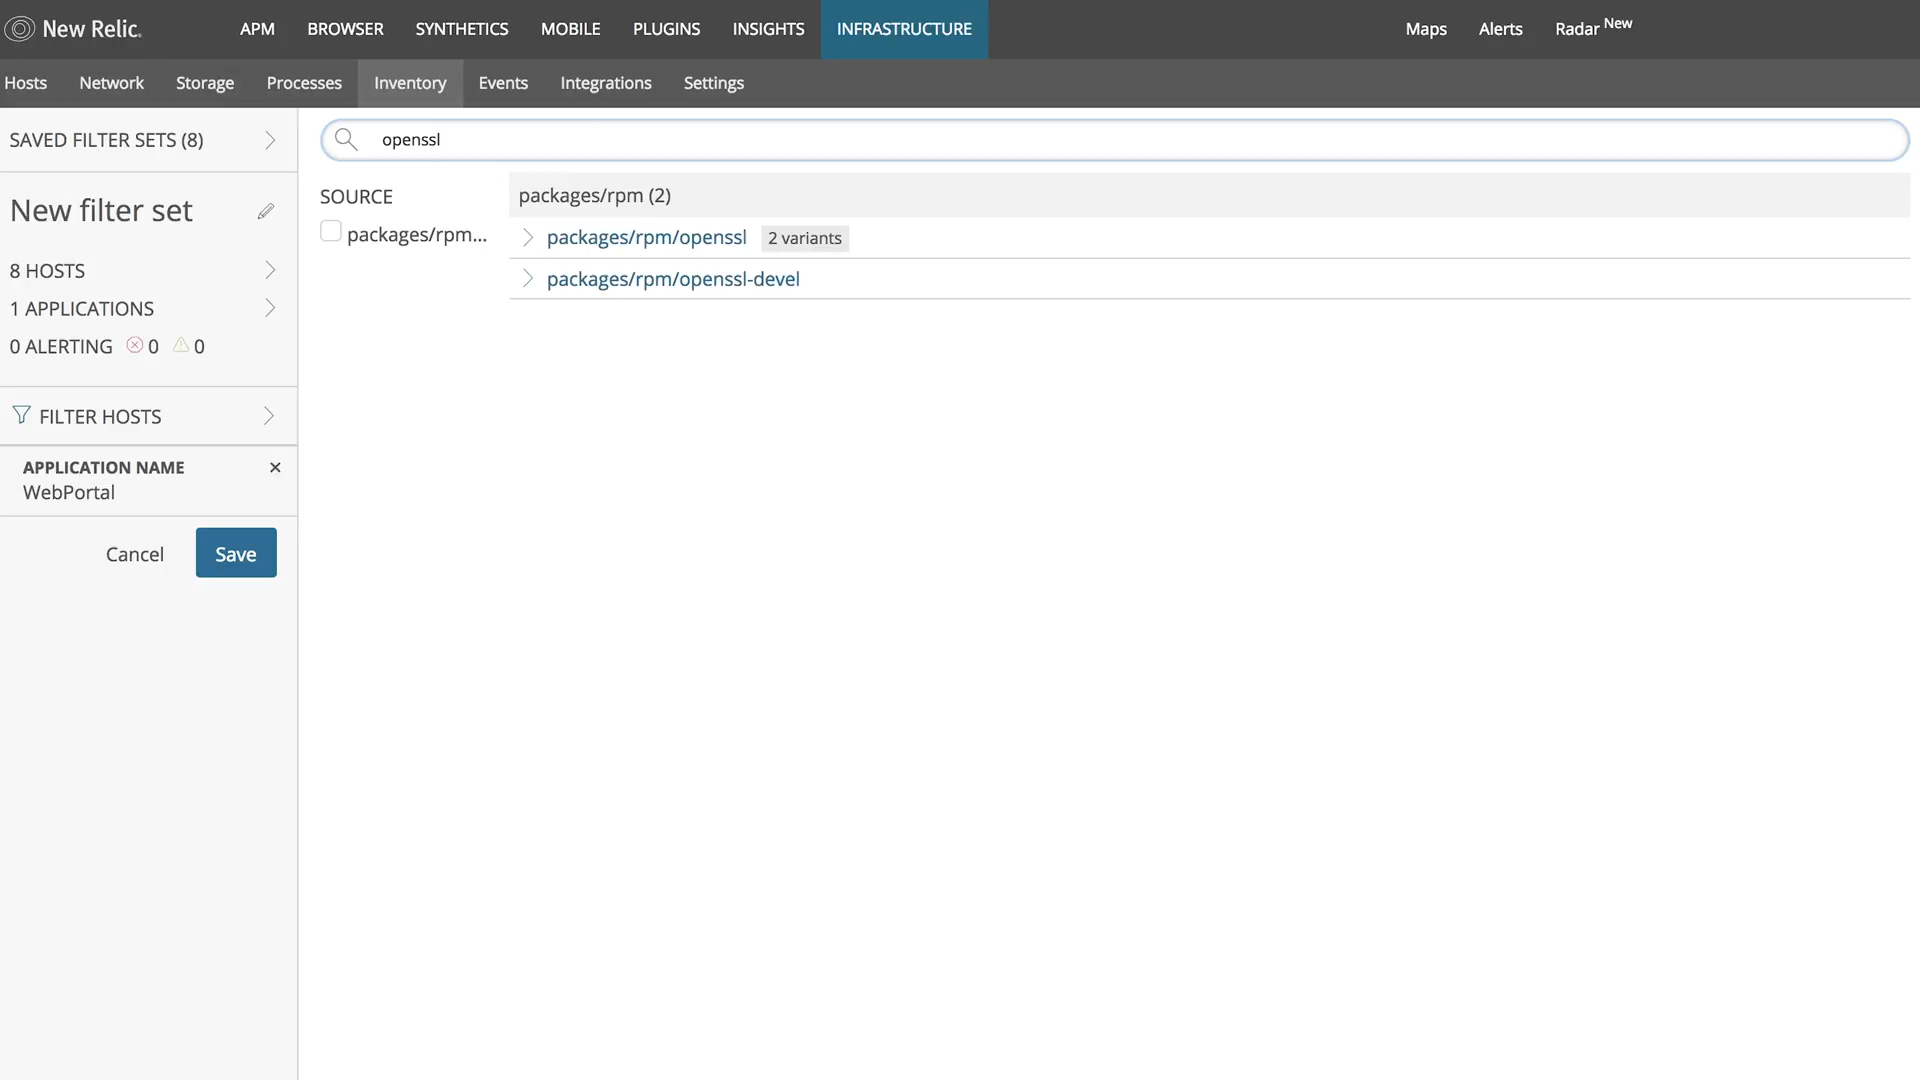 New Relic.
APM BROWSER SYNTHETICS MOBILE PLUGINS INSIGHTS INFRASTRUCTURE Maps Alerts Radar New
Hosts Network Storage Processes Inventory Events Integrations Settings
SAVED FILTER SETS (8)
New filter set
8 HOSTS
1 APPLICATIONS
0 ALERTING 0 0
FILTER HOSTS
APPLICATION NAME
WebPortal
Cancel Save
openssl
SOURCE
packages/rpm...
packages/rpm (2)
packages/rpm/openssl 2 variants
packages/rpm/openssl-devel